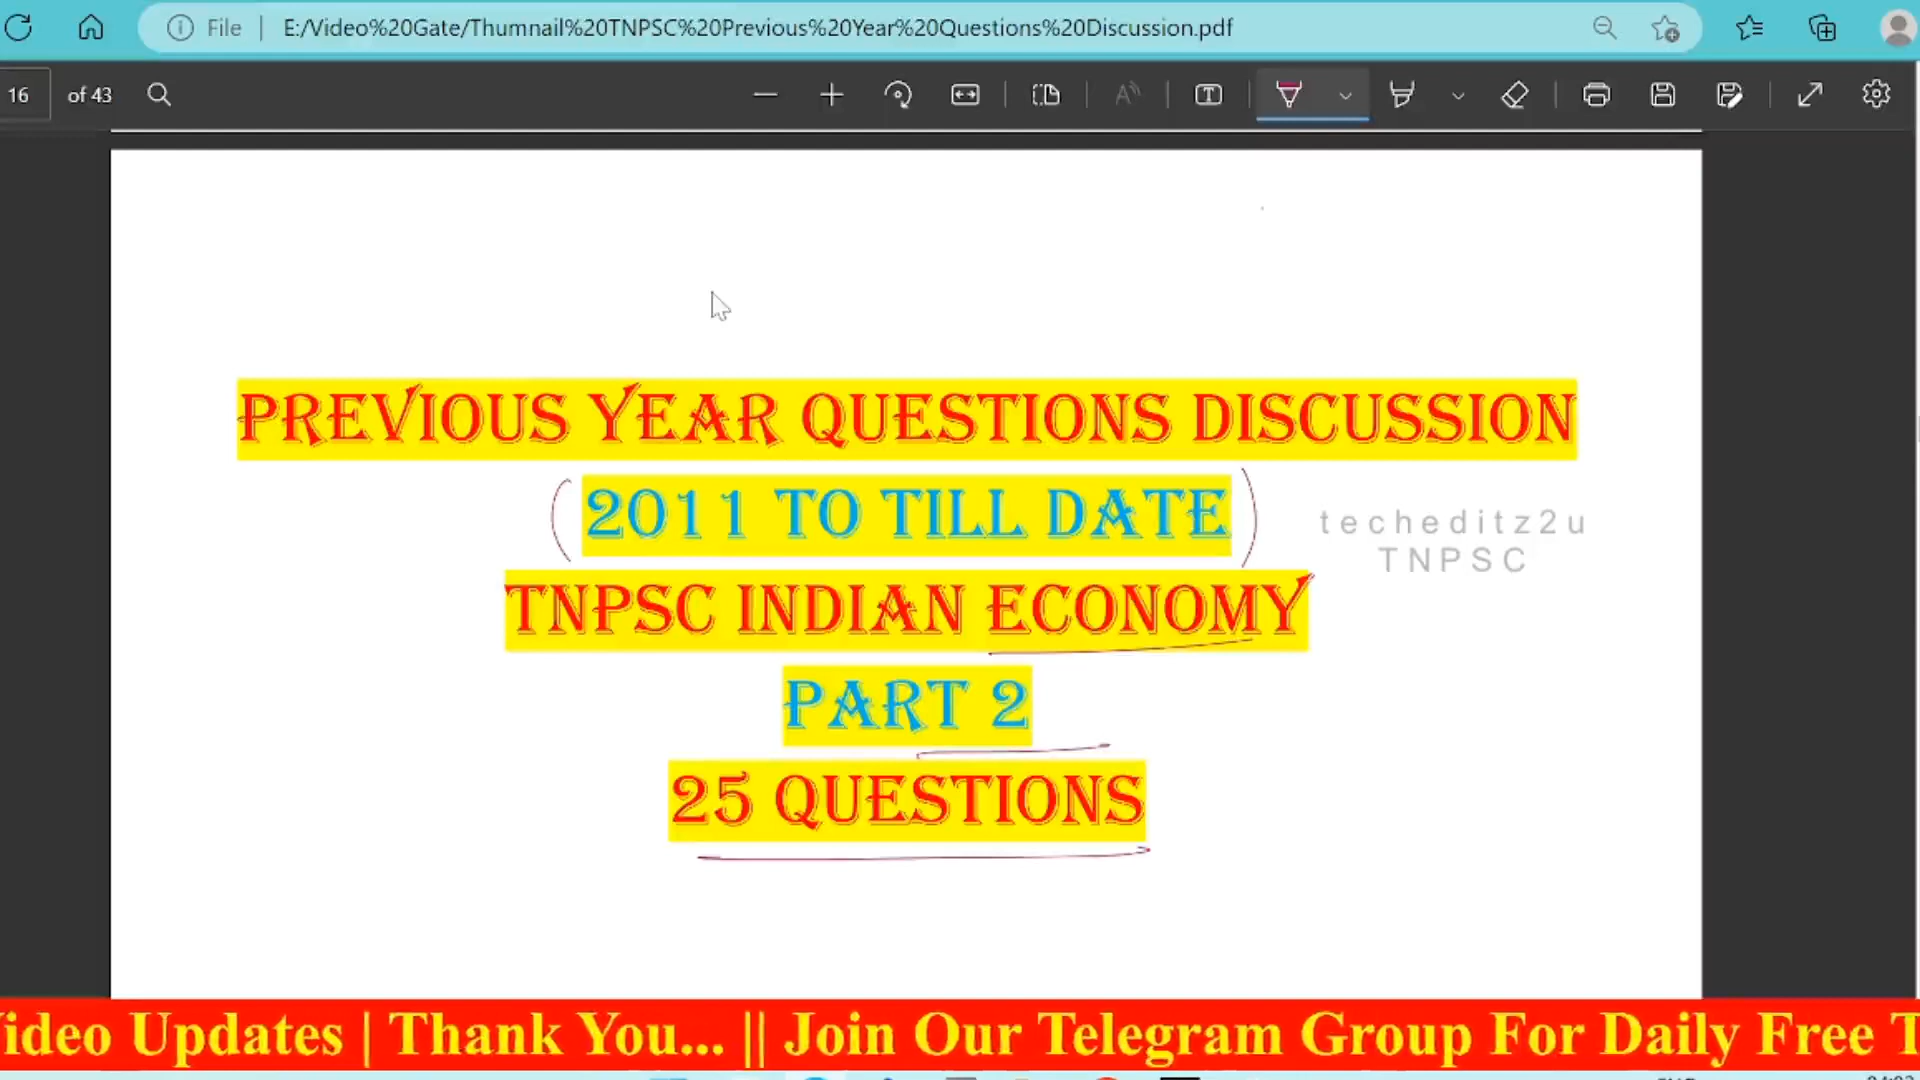 File
E:/Video%20Gate/Thumnail%20TNPSC%20Previous%20Year%20Questions%20Discussion.pdf
16 of 43
PREVIOUS YEAR QUESTIONS DISCUSSION
(2011 TO TILL DATE)
techeditz2u
TNPSC
TNPSC INDIAN ECONOMY
PART 2
25 QUESTIONS
Video Updates | Thank You... || Join Our Telegram Group For Daily Free